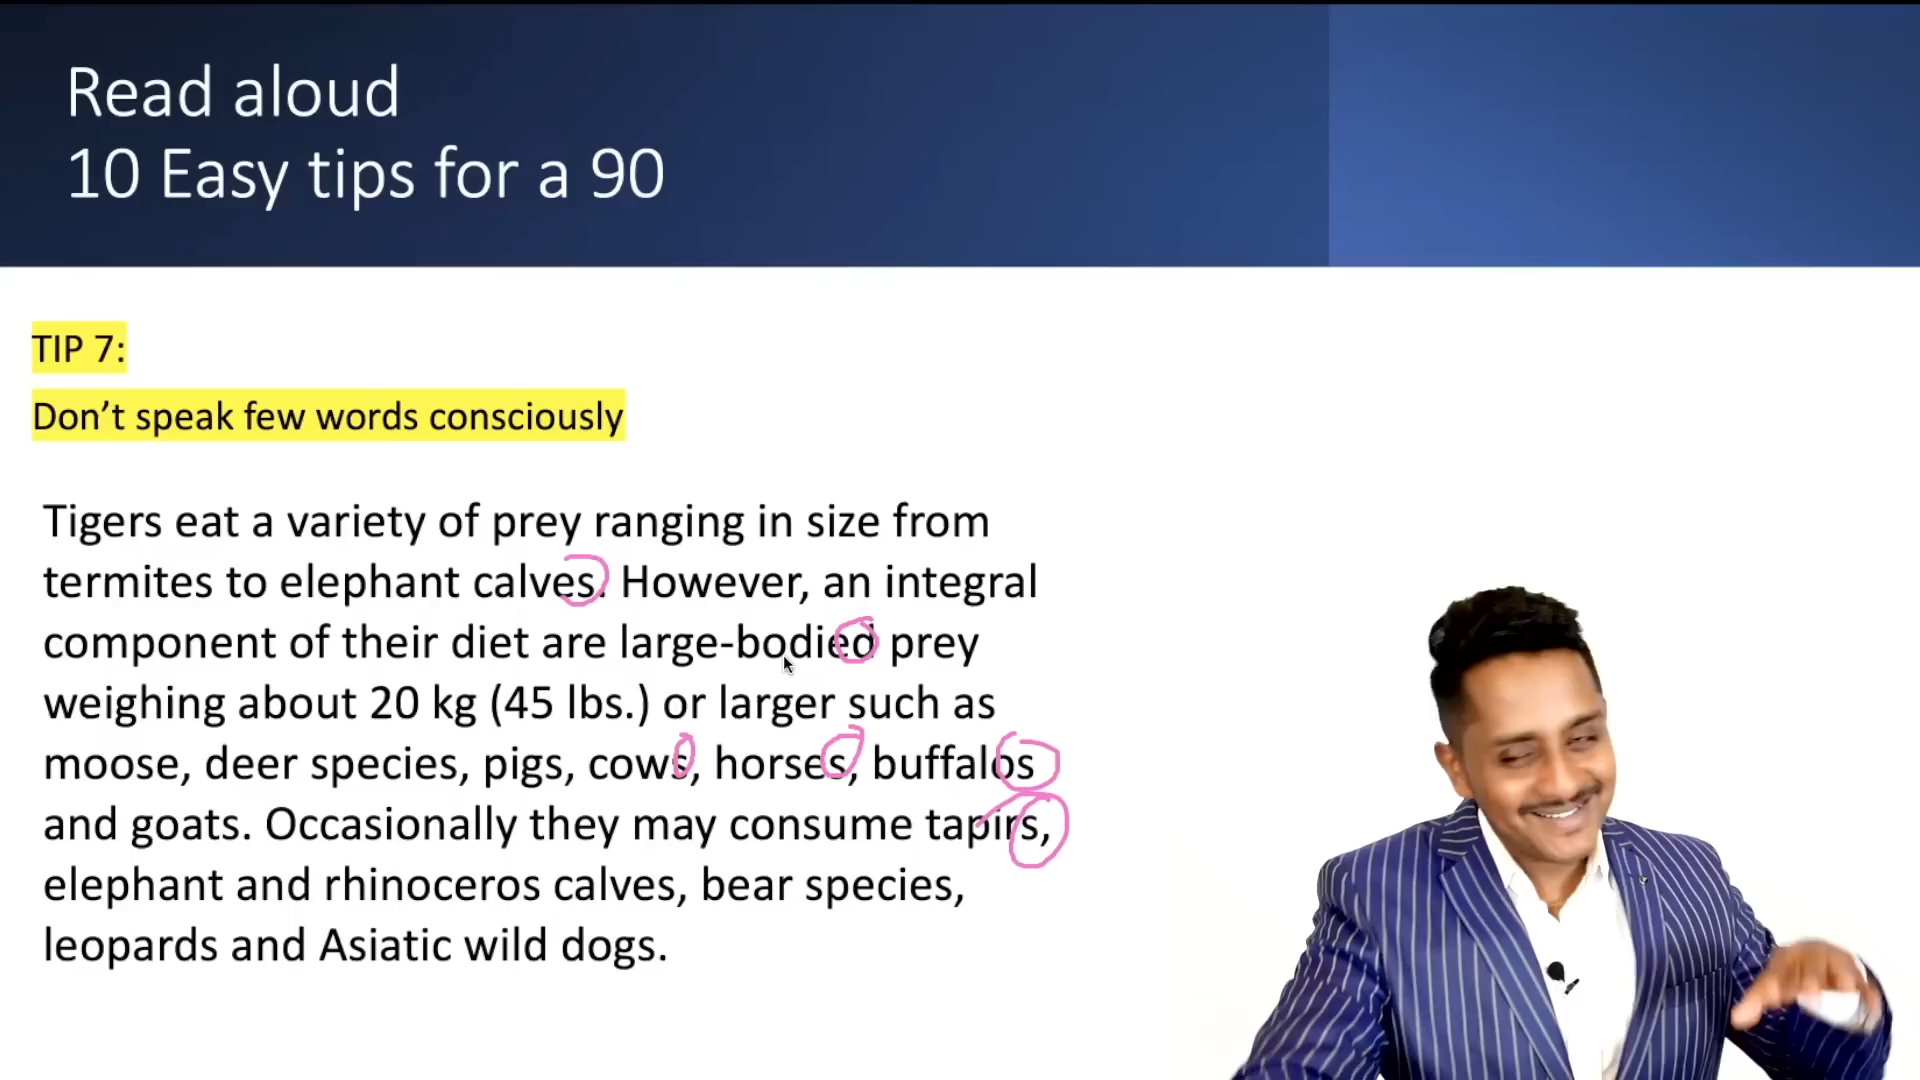 Read aloud
10 Easy tips for a 90
TIP 7:
Don’t speak few words consciously
Tigers eat a variety of prey ranging in size from
termites to elephant calves. However, an integral
component of their diet are large-bodied prey
weighing about 20 kg (45 lbs.) or larger such as
moose, deer species, pigs, cows, horses, buffalos
and goats. Occasionally they may consume tapirs,
elephant and rhinoceros calves, bear species,
leopards and Asiatic wild dogs.